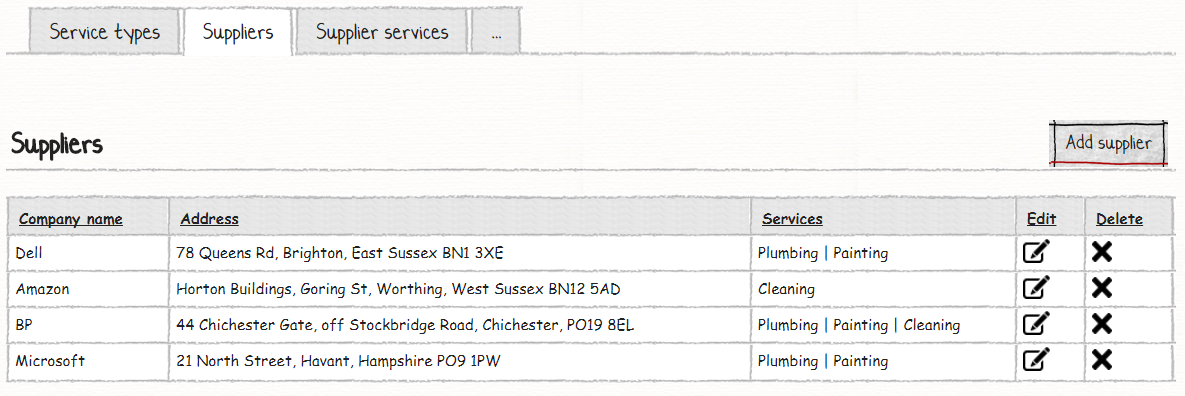 Service types Suppliers Supplier services ...
Suppliers Add supplier
Company name Address Services Edit Delete
Dell 78 Queens Rd, Brighton, East Sussex BN1 3XE Plumbing | Painting
Amazon Horton Buildings, Goring St, Worthing, West Sussex BN12 5AD Cleaning
BP 44 Chichester Gate, off Stockbridge Road, Chichester, PO19 8EL Plumbing | Painting | Cleaning
Microsoft 21 North Street, Havant, Hampshire PO9 1PW Plumbing | Painting